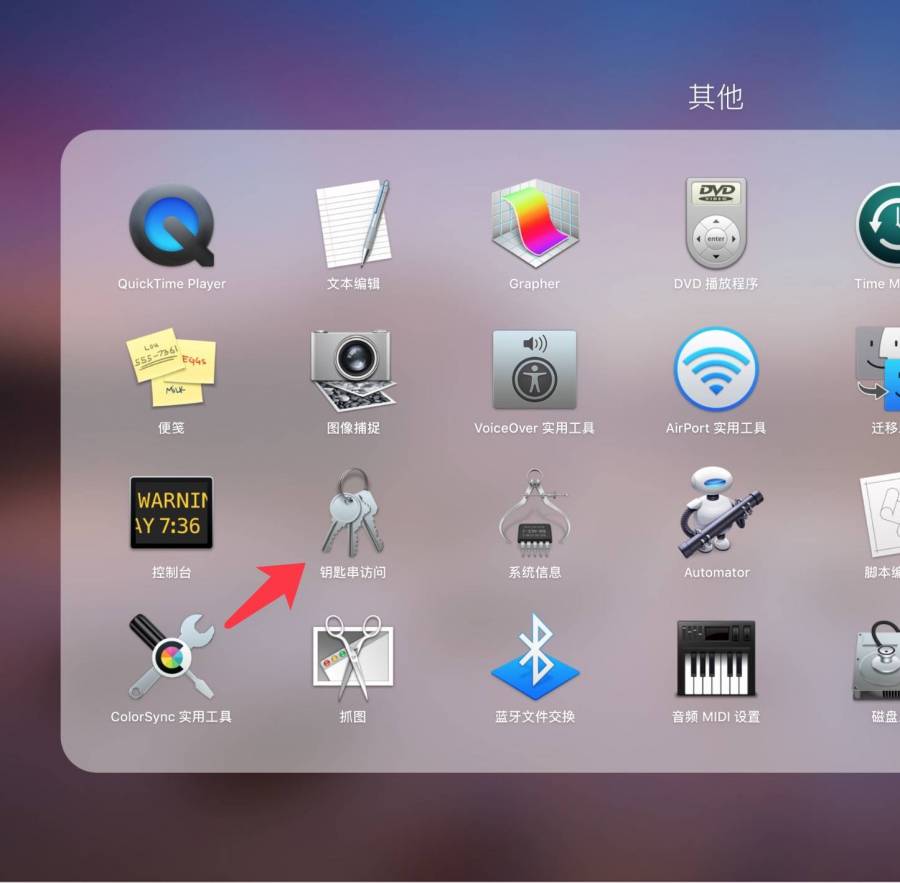 其他
QuickTime Player
文本编辑
Grapher
DVD 播放程序
Time M
便笺
图像捕捉
VoiceOver 实用工具
AirPort 实用工具
迁移
WARNIN
AY 7:36
控制台
钥匙串访问
系统信息
Automator
脚本编
ColorSync 实用工具
抓图
蓝牙文件交换
音频 MIDI 设置
磁盘
DVD
VIDEO
enter
LOU
555-7361
EGGS
MILK